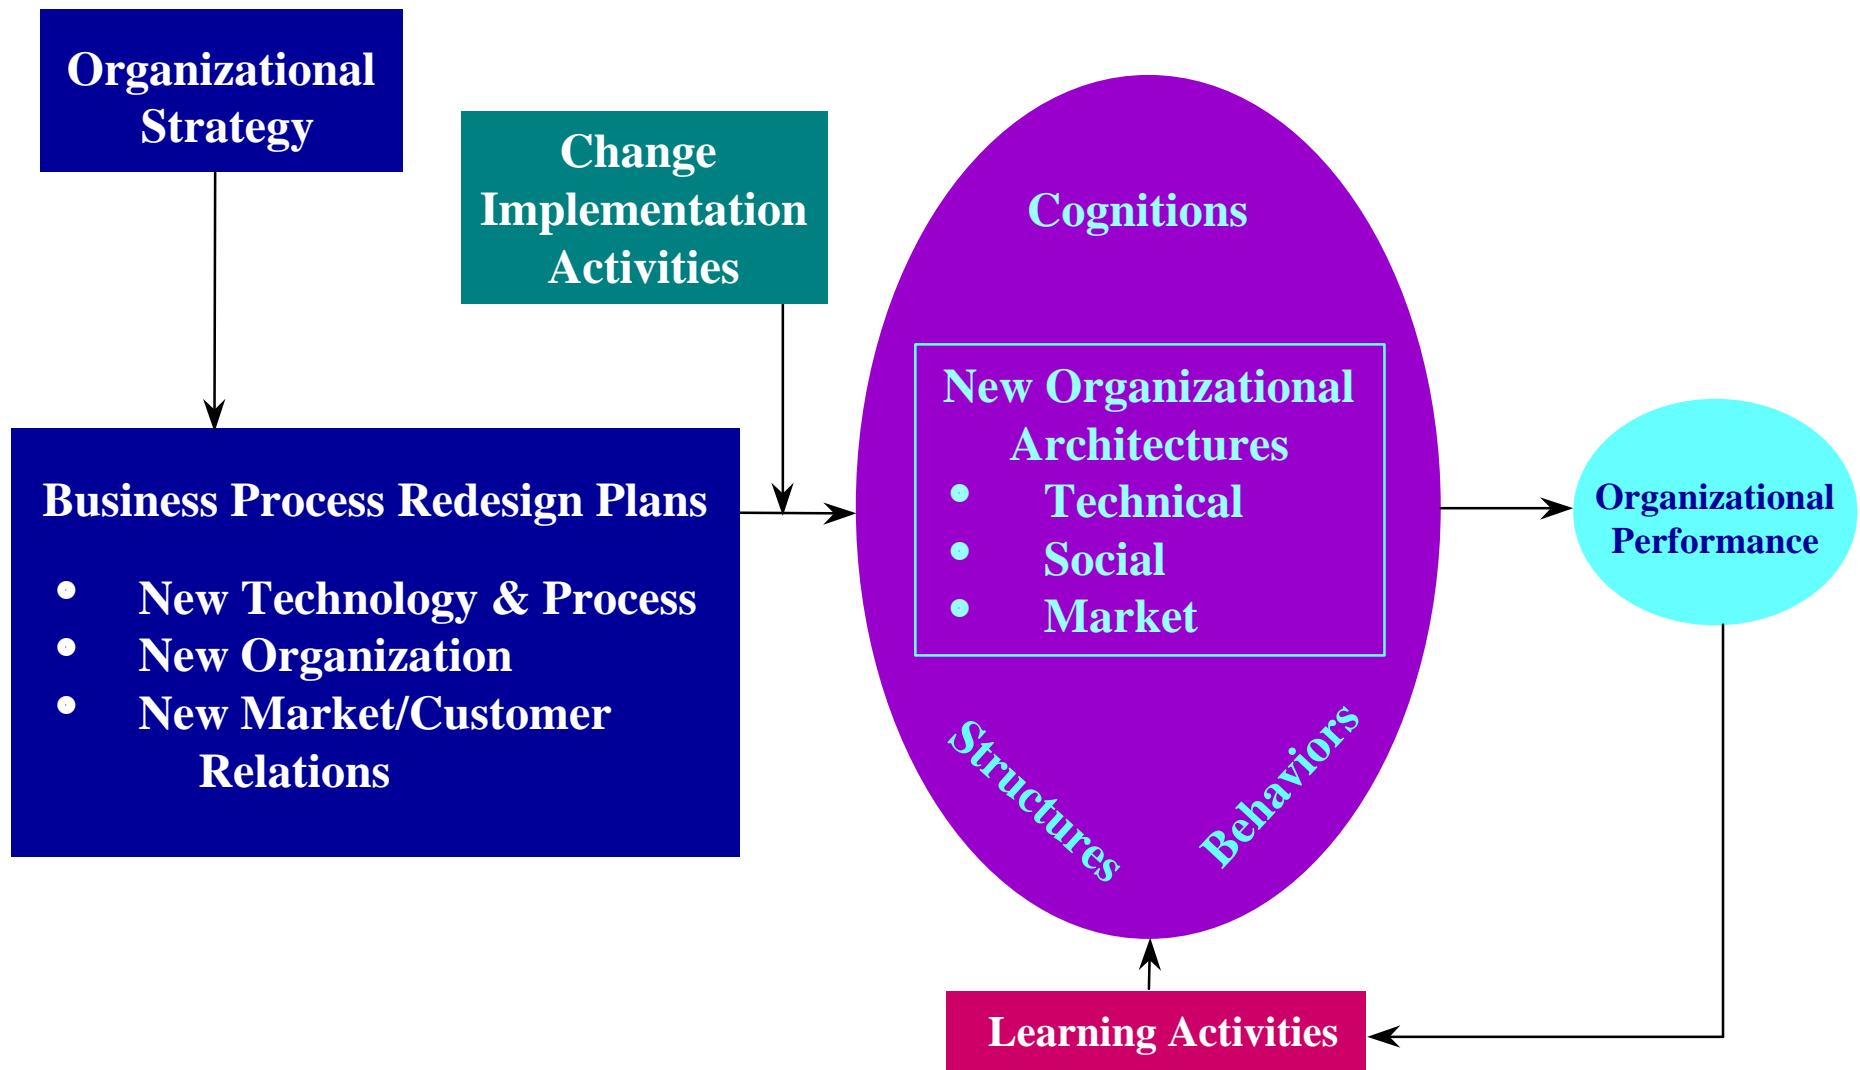 Organizational
Strategy
Change
Implementation
Activities
Business Process Redesign Plans
• New Technology & Process
• New Organization
• New Market/Customer
Relations
Cognitions
New Organizational
Architectures
• Technical
• Social
• Market
Structures
Behaviors
Organizational
Performance
Learning Activities